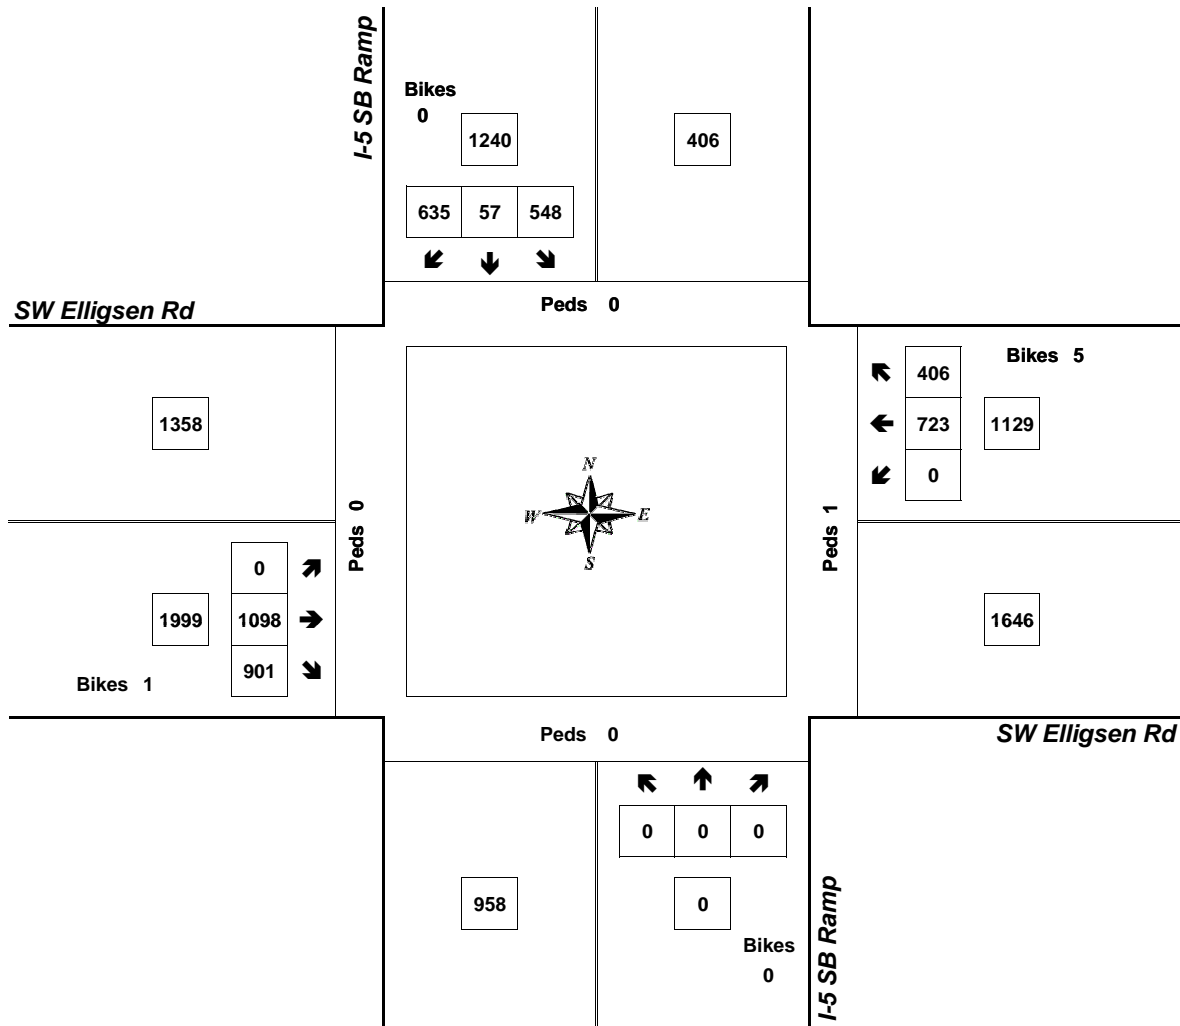 I-5 SB Ramp
Bikes
0
1240
406
635 57 548
Peds 0
SW Elligsen Rd
Bikes 5
406
1358
723 1129
0
N
W E
S
Peds 0
Peds 1
0
1999 1098
1646
901
Bikes 1
Peds 0
SW Elligsen Rd
0 0 0
958
0
Bikes
0
I-5 SB Ramp